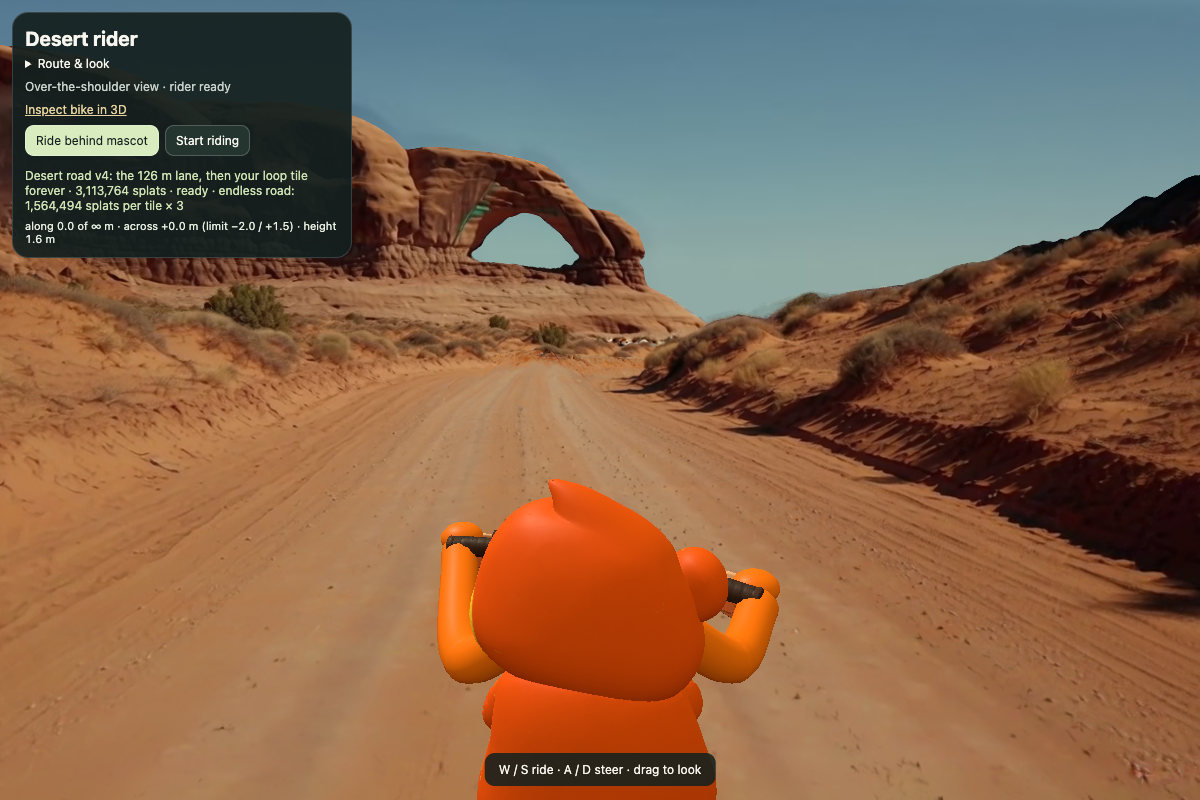 Desert rider
▶ Route & look
Over-the-shoulder view · rider ready
Inspect bike in 3D
Ride behind mascot
Start riding
Desert road v4: the 126 m lane, then your loop tile
forever · 3,113,764 splats · ready · endless road:
1,564,494 splats per tile × 3
along 0.0 of ∞ m · across +0.0 m (limit −2.0 / +1.5) · height
1.6 m
W / S ride · A / D steer · drag to look